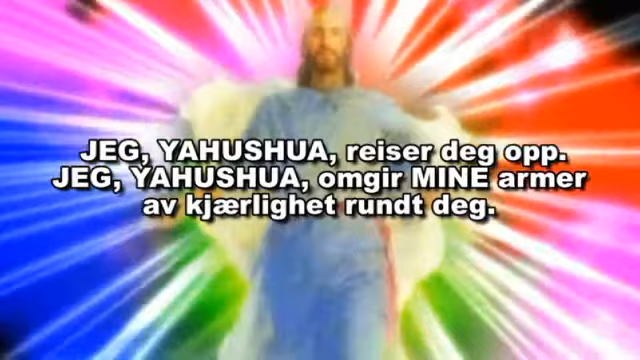 JEG, YAHUSHUA, reiser deg opp.
JEG, YAHUSHUA, omgir MINE armer
av kjærlighet rundt deg.